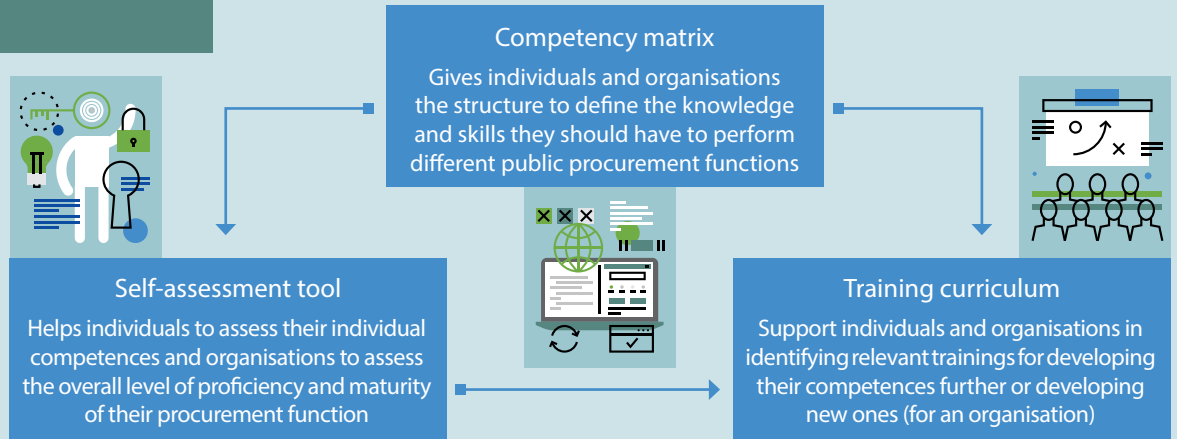 Competency matrix
Gives individuals and organisations
the structure to define the knowledge
and skills they should have to perform
different public procurement functions
Self-assessment tool
Helps individuals to assess their individual
competences and organisations to assess
the overall level of proficiency and maturity
of their procurement function
Training curriculum
Support individuals and organisations in
identifying relevant trainings for developing
their competences further or developing
new ones (for an organisation)